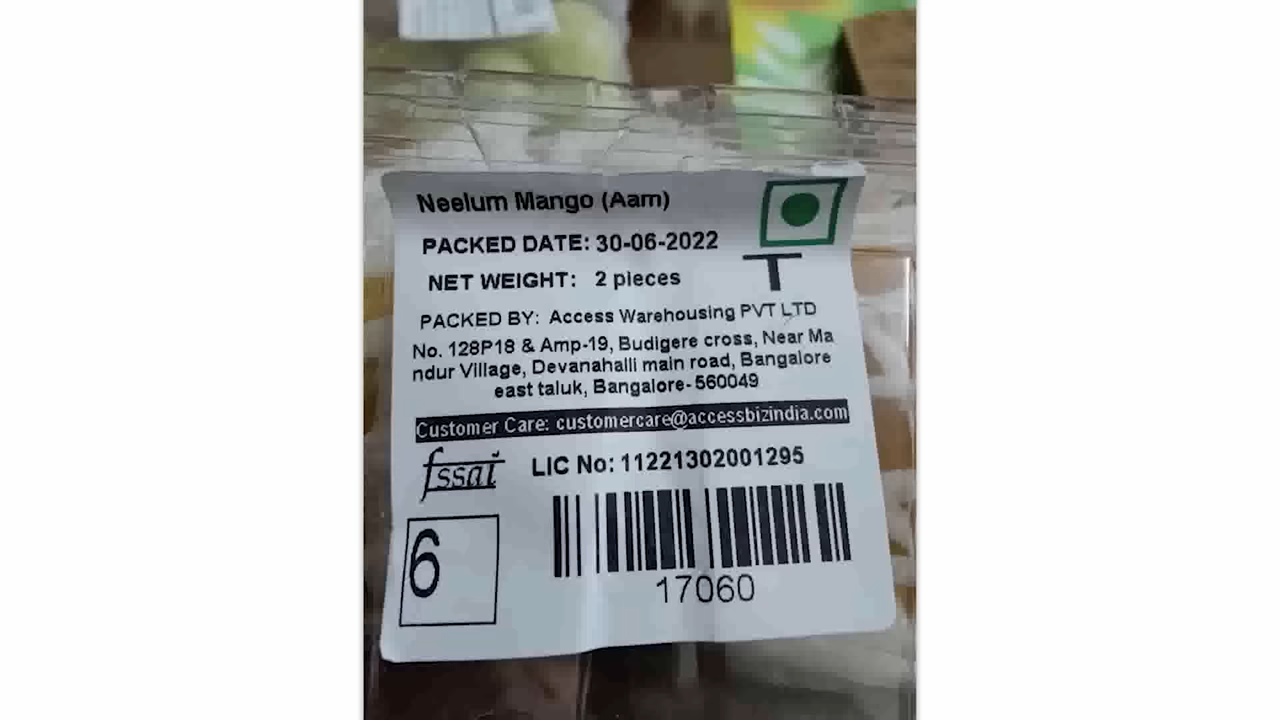 Neelum Mango (Aam)
PACKED DATE: 30-06-2022
NET WEIGHT: 2 pieces
T
PACKED BY: Access Warehousing PVT LTD
No. 128P18 & Amp-19, Budigere cross, Near Ma
ndur Village, Devanahalli main road, Bangalore
east taluk, Bangalore- 560049
Customer Care: customercare@accessbizindia.com
fssai LIC No: 11221302001295
6
17060